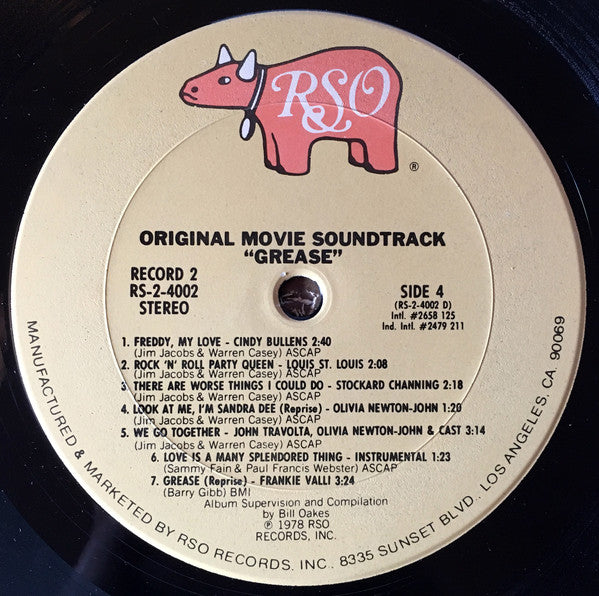 RSO
®
ORIGINAL MOVIE SOUNDTRACK
"GREASE"
RECORD 2
RS-2-4002
STEREO
SIDE 4
(RS-2-4002 D)
Intl. #2658 125
Ind. Intl. #2479 211
1. FREDDY, MY LOVE - CINDY BULLENS 2:40
(Jim Jacobs & Warren Casey) ASCAP
2. ROCK 'N' ROLL PARTY QUEEN - LOUIS ST. LOUIS 2:08
(Jim Jacobs & Warren Casey) ASCAP
3 THERE ARE WORSE THINGS I COULD DO - STOCKARD CHANNING 2:18
(Jim Jacobs & Warren Casey) ASCAP
4. LOOK AT ME, I'M SANDRA DEE (Reprise) - OLIVIA NEWTON-JOHN 1:20
(Jim Jacobs & Warren Casey) ASCAP
5. WE GO TOGETHER - JOHN TRAVOLTA, OLIVIA NEWTON-JOHN & CAST 3:14
(Jim Jacobs & Warren Casey) ASCAP
6. LOVE IS A MANY SPLENDORED THING - INSTRUMENTAL 1:23
(Sammy Fain & Paul Francis Webster) ASCAP
7. GREASE (Reprise) - FRANKIE VALLI 3:24
(Barry Gibb) BMI
Album Supervision and Compilation
by Bill Oakes
℗ 1978 RSO
RECORDS, INC.
MANUFACTURED & MARKETED BY RSO RECORDS, INC., 8335 SUNSET BLVD., LOS ANGELES, CA 90069